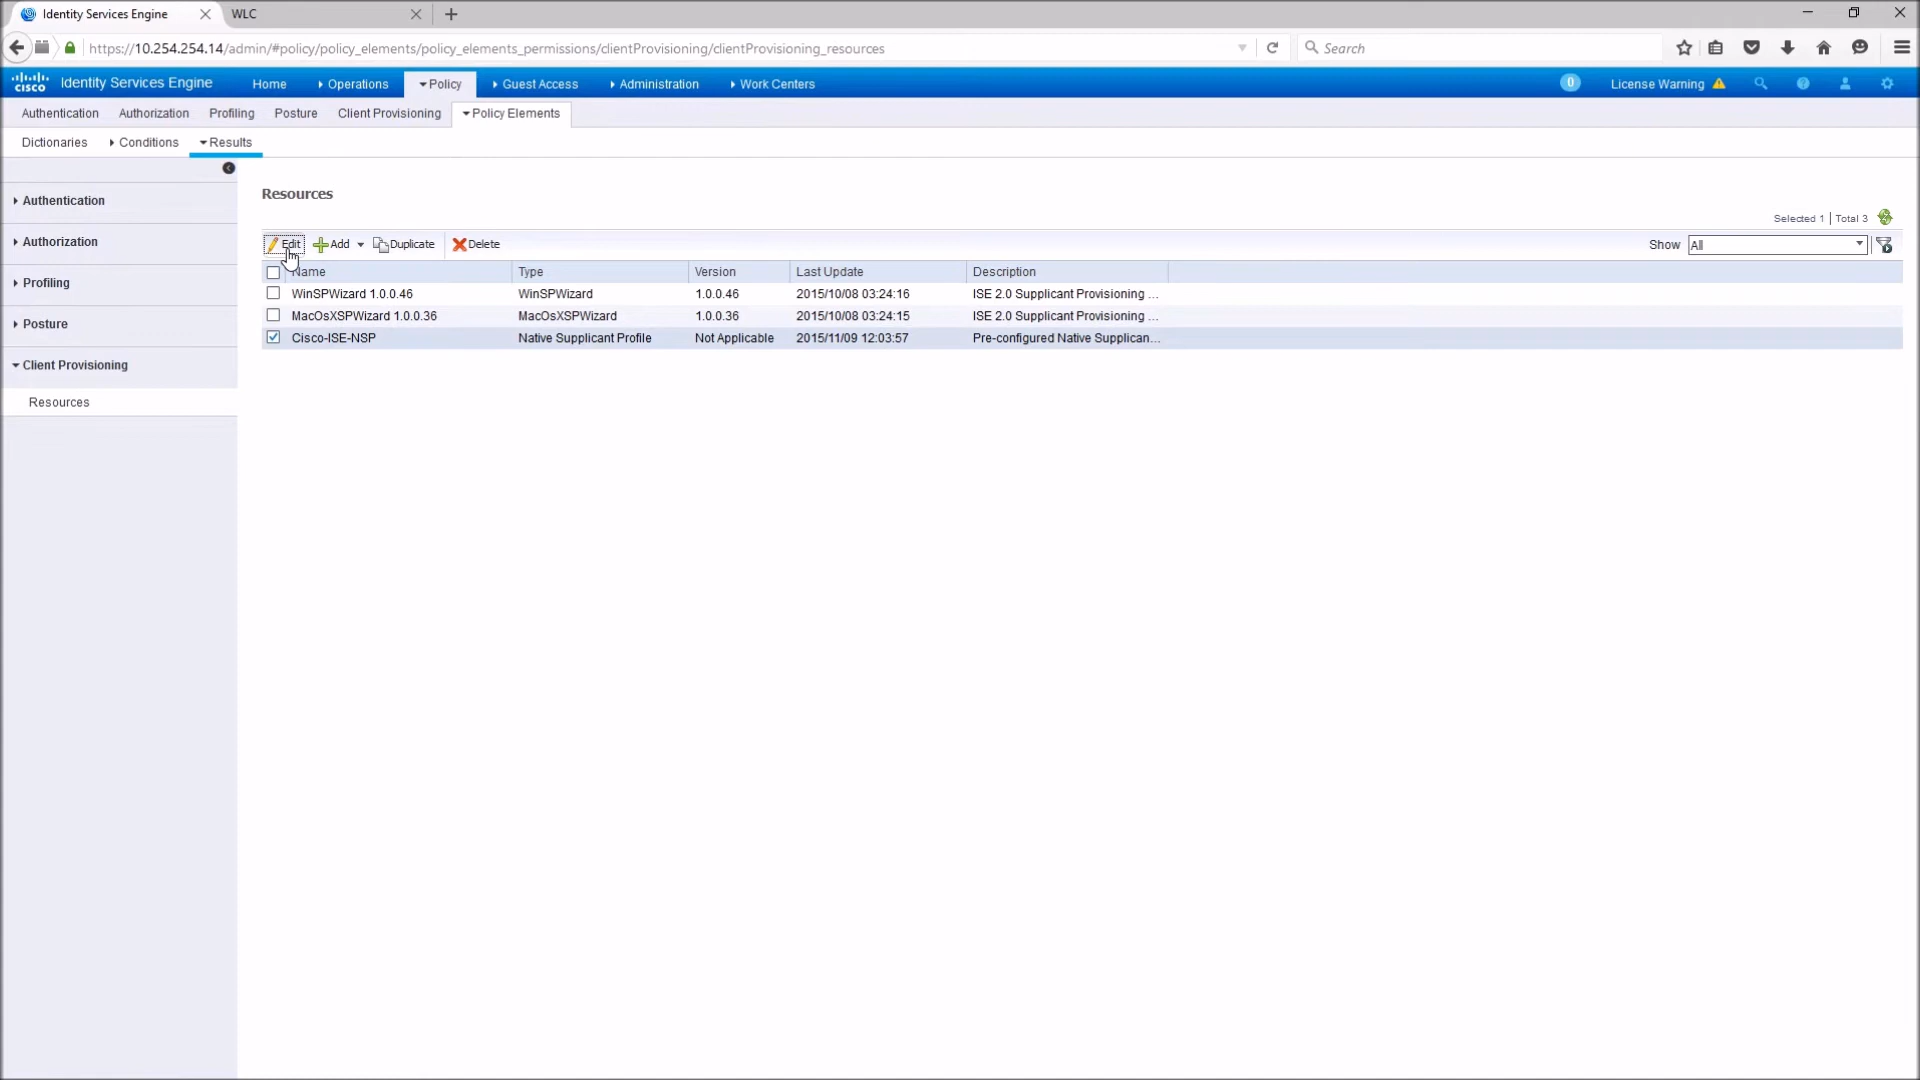 Identity Services Engine
WLC
https://10.254.254.14/admin/#policy/policy_elements/policy_elements_permissions/clientProvisioning/clientProvisioning_resources
Search
cisco Identity Services Engine Home Operations Policy Guest Access Administration Work Centers 0 License Warning
Authentication Authorization Profiling Posture Client Provisioning Policy Elements
Dictionaries Conditions Results
Authentication
Authorization
Profiling
Posture
Client Provisioning
Resources
Resources
Selected 1 | Total 3
Edit Add Duplicate Delete Show All
Name Type Version Last Update Description
WinSPWizard 1.0.0.46 WinSPWizard 1.0.0.46 2015/10/08 03:24:16 ISE 2.0 Supplicant Provisioning ...
MacOsXSPWizard 1.0.0.36 MacOsXSPWizard 1.0.0.36 2015/10/08 03:24:15 ISE 2.0 Supplicant Provisioning ...
Cisco-ISE-NSP Native Supplicant Profile Not Applicable 2015/11/09 12:03:57 Pre-configured Native Supplican...